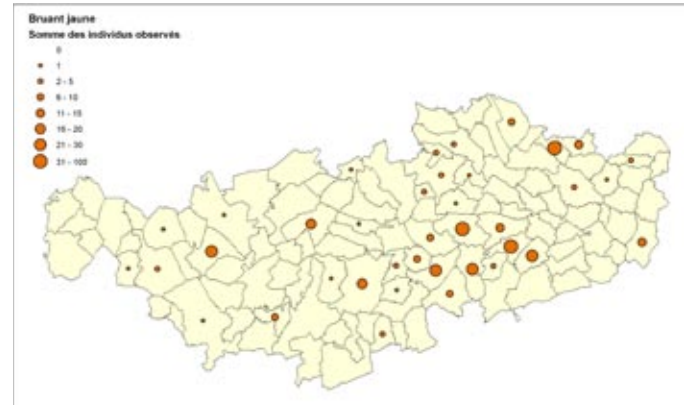 Bruant jaune
Somme des individus observés
0
1
2 - 5
6 - 10
11 - 15
16 - 20
21 - 30
31 - 100